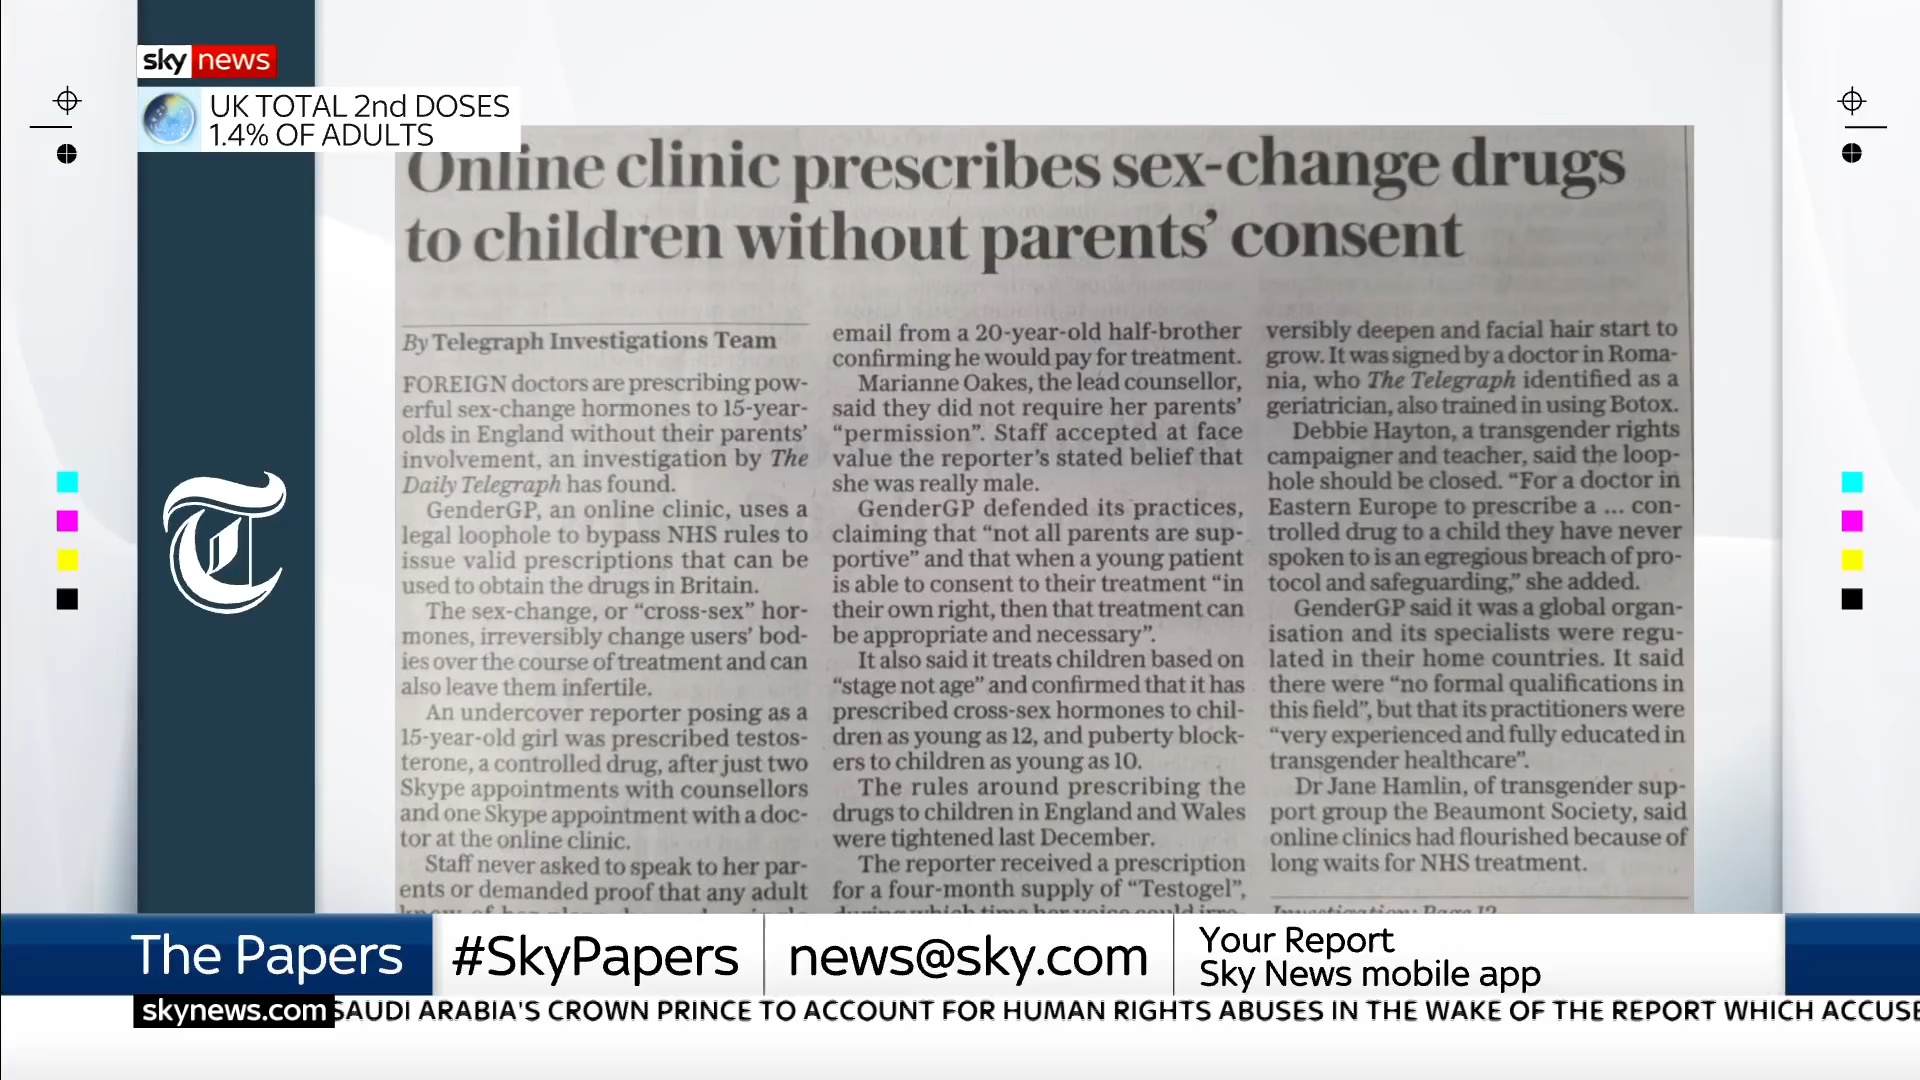 sky news
UK TOTAL 2nd DOSES
1.4% OF ADULTS
Online clinic prescribes sex-change drugs
to children without parents' consent
By Telegraph Investigations Team
FOREIGN doctors are prescribing pow-
erful sex-change hormones to 15-year-
olds in England without their parents'
involvement, an investigation by The
Daily Telegraph has found.
GenderGP, an online clinic, uses a
legal loophole to bypass NHS rules to
issue valid prescriptions that can be
used to obtain the drugs in Britain.
The sex-change, or “cross-sex” hor-
mones, irreversibly change users' bod-
ies over the course of treatment and can
also leave them infertile.
An undercover reporter posing as a
15-year-old girl was prescribed testos-
terone, a controlled drug, after just two
Skype appointments with counsellors
and one Skype appointment with a doc-
tor at the online clinic.
Staff never asked to speak to her par-
ents or demanded proof that any adult
email from a 20-year-old half-brother
confirming he would pay for treatment.
Marianne Oakes, the lead counsellor,
said they did not require her parents'
“permission”. Staff accepted at face
value the reporter's stated belief that
she was really male.
GenderGP defended its practices,
claiming that “not all parents are sup-
portive” and that when a young patient
is able to consent to their treatment “in
their own right, then that treatment can
be appropriate and necessary”.
It also said it treats children based on
“stage not age” and confirmed that it has
prescribed cross-sex hormones to chil-
dren as young as 12, and puberty block-
ers to children as young as 10.
The rules around prescribing the
drugs to children in England and Wales
were tightened last December.
The reporter received a prescription
for a four-month supply of “Testogel”,
during which time her voice could irre-
versibly deepen and facial hair start to
grow. It was signed by a doctor in Roma-
nia, who The Telegraph identified as a
geriatrician, also trained in using Botox.
Debbie Hayton, a transgender rights
campaigner and teacher, said the loop-
hole should be closed. “For a doctor in
Eastern Europe to prescribe a ... con-
trolled drug to a child they have never
spoken to is an egregious breach of pro-
tocol and safeguarding,” she added.
GenderGP said it was a global organ-
isation and its specialists were regu-
lated in their home countries. It said
there were “no formal qualifications in
this field”, but that its practitioners were
“very experienced and fully educated in
transgender healthcare”.
Dr Jane Hamlin, of transgender sup-
port group the Beaumont Society, said
online clinics had flourished because of
long waits for NHS treatment.
Investigation: Page 12
T
The Papers
#SkyPapers
news@sky.com
Your Report
Sky News mobile app
skynews.com
SAUDI ARABIA'S CROWN PRINCE TO ACCOUNT FOR HUMAN RIGHTS ABUSES IN THE WAKE OF THE REPORT WHICH ACCUSE